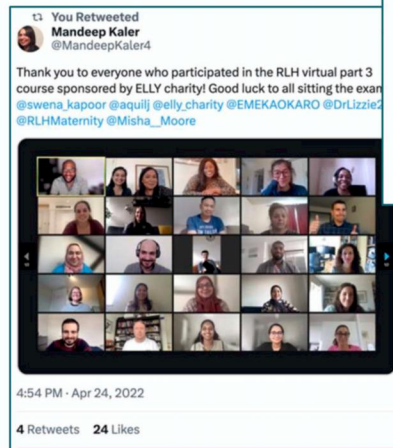 You Retweeted
Mandeep Kaler
@MandeepKaler4
Thank you to everyone who participated in the RLH virtual part 3
course sponsored by ELLY charity! Good luck to all sitting the exam
@swena_kapoor @aquilj @elly_charity @EMEKAOKARO @DrLizzie2
@RLHMaternity @Misha__Moore
4:54 PM · Apr 24, 2022
4 Retweets 24 Likes